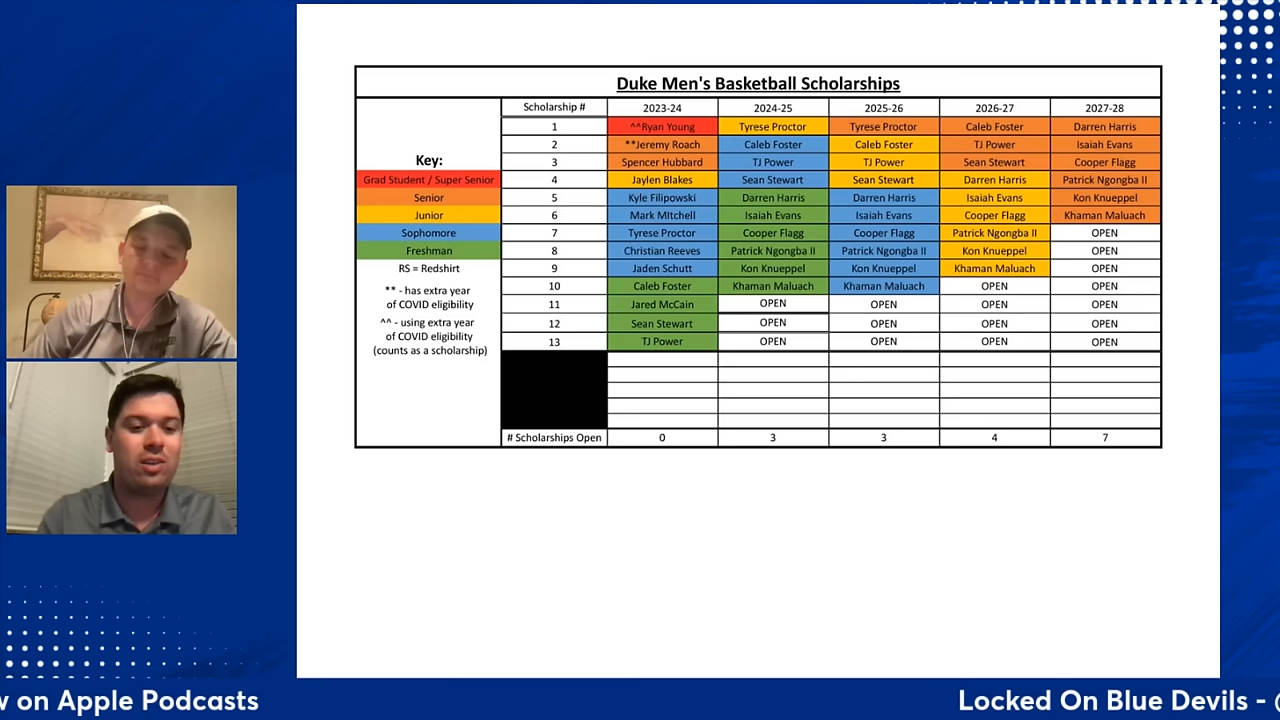 Duke Men's Basketball Scholarships
Scholarship # 2023-24 2024-25 2025-26 2026-27 2027-28
1 ^^Ryan Young Tyrese Proctor Tyrese Proctor Caleb Foster Darren Harris
2 **Jeremy Roach Caleb Foster Caleb Foster TJ Power Isaiah Evans
Key:
3 Spencer Hubbard TJ Power TJ Power Sean Stewart Cooper Flagg
Grad Student / Super Senior 4 Jaylen Blakes Sean Stewart Sean Stewart Darren Harris Patrick Ngongba II
Senior 5 Kyle Filipowski Darren Harris Darren Harris Isaiah Evans Kon Knueppel
Junior 6 Mark MItchell Isaiah Evans Isaiah Evans Cooper Flagg Khaman Maluach
Sophomore 7 Tyrese Proctor Cooper Flagg Cooper Flagg Patrick Ngongba II OPEN
Freshman 8 Christian Reeves Patrick Ngongba II Patrick Ngongba II Kon Knueppel OPEN
RS = Redshirt 9 Jaden Schutt Kon Knueppel Kon Knueppel Khaman Maluach OPEN
** - has extra year
of COVID eligibility
10 Caleb Foster Khaman Maluach Khaman Maluach OPEN OPEN
11 Jared McCain OPEN OPEN OPEN OPEN
^^ - using extra year
of COVID eligibility
(counts as a scholarship)
12 Sean Stewart OPEN OPEN OPEN OPEN
13 TJ Power OPEN OPEN OPEN OPEN
# Scholarships Open 0 3 3 4 7
w on Apple Podcasts
Locked On Blue Devils - @